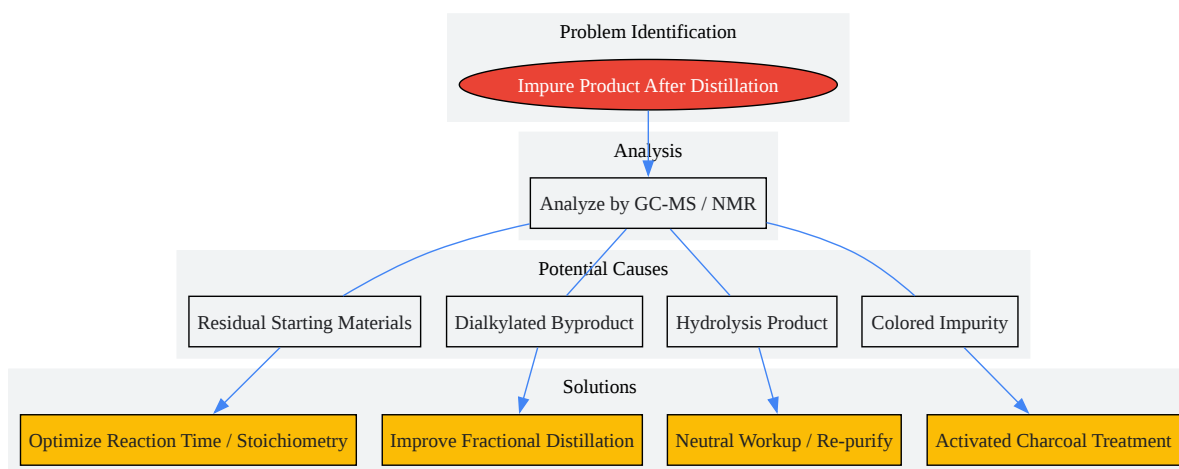 Problem Identification
Impure Product After Distillation
Analysis
Analyze by GC-MS / NMR
Potential Causes
Residual Starting Materials
Dialkylated Byproduct
Hydrolysis Product
Colored Impurity
Solutions
Optimize Reaction Time / Stoichiometry
Improve Fractional Distillation
Neutral Workup / Re-purify
Activated Charcoal Treatment